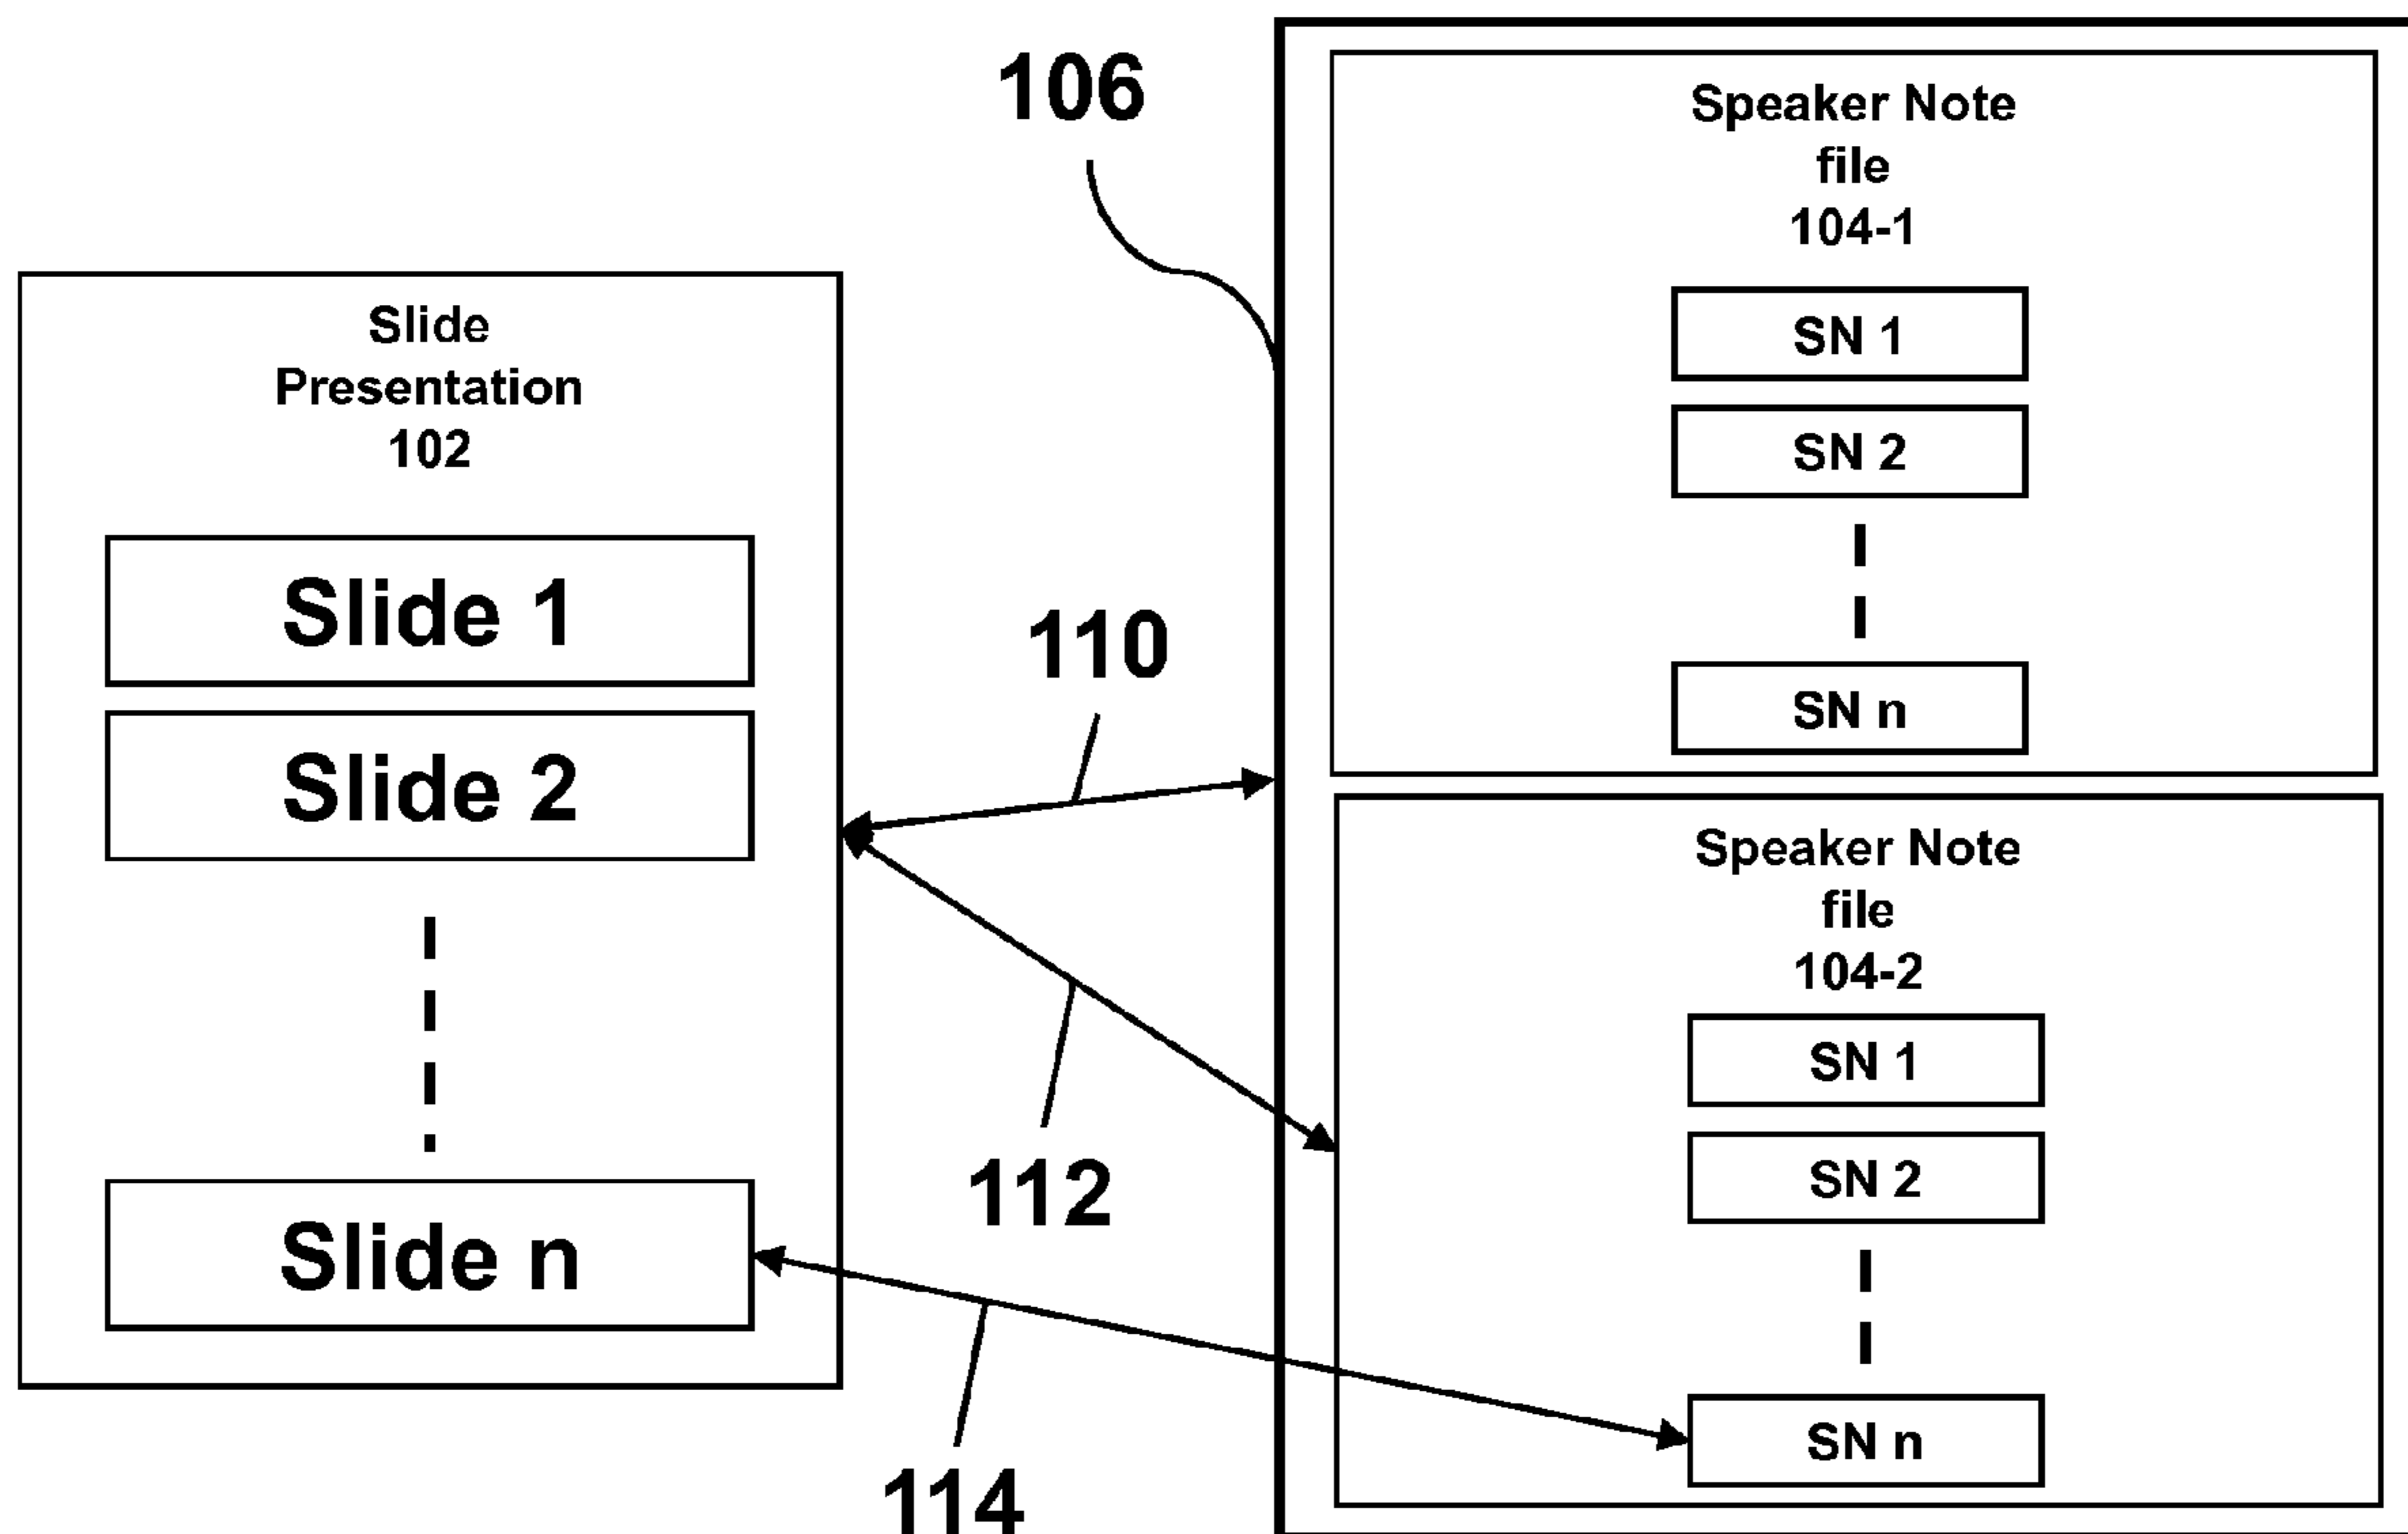 Slide
Presentation
102
Slide 1
Slide 2
Slide n
106
110
112
114
Speaker Note
file
104-1
SN 1
SN 2
SN n
Speaker Note
file
104-2
SN 1
SN 2
SN n